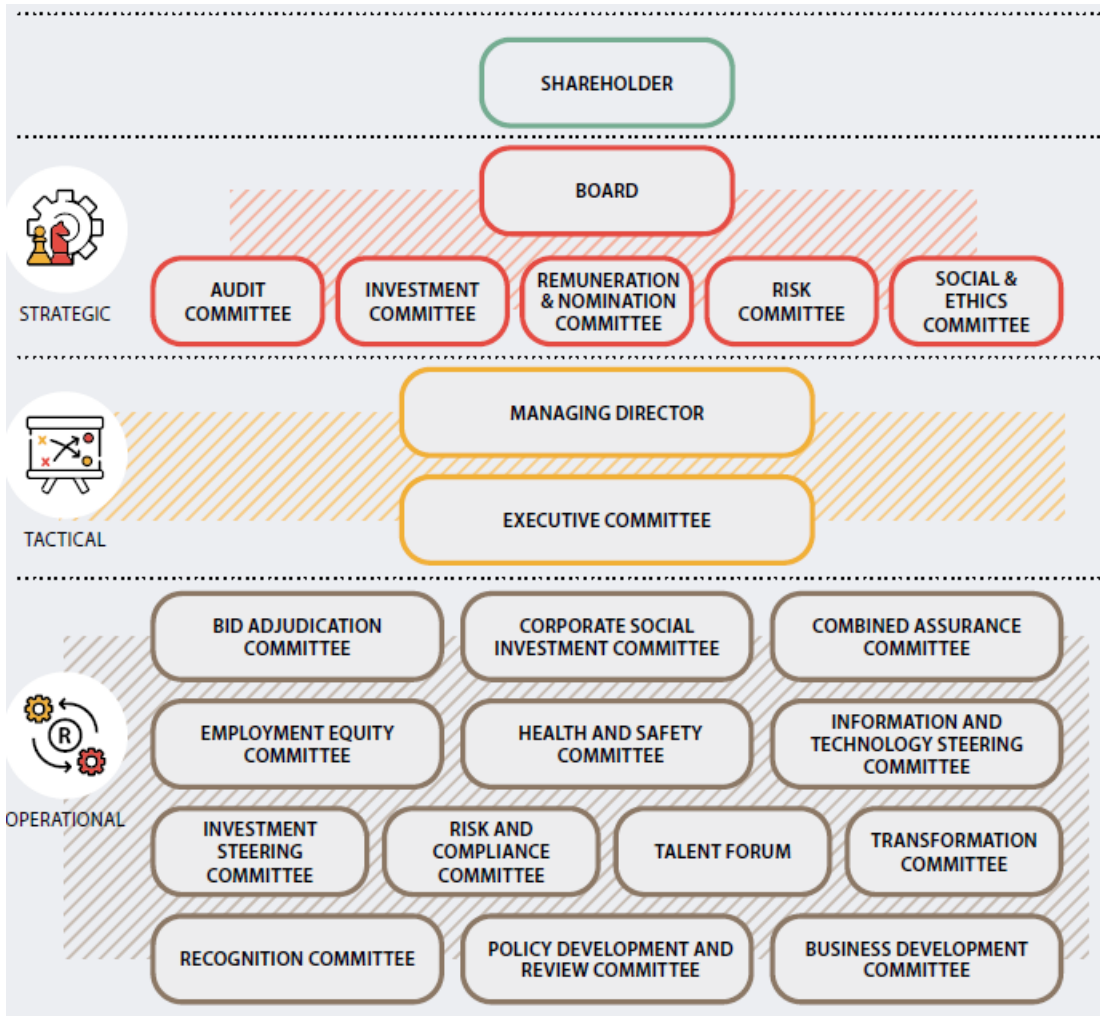 SHAREHOLDER
BOARD
STRATEGIC
AUDIT
COMMITTEE
INVESTMENT
COMMITTEE
REMUNERATION
& NOMINATION
COMMITTEE
RISK
COMMITTEE
SOCIAL &
ETHICS
COMMITTEE
MANAGING DIRECTOR
x
x
EXECUTIVE COMMITTEE
TACTICAL
BID ADJUDICATION
COMMITTEE
CORPORATE SOCIAL
INVESTMENT COMMITTEE
COMBINED ASSURANCE
COMMITTEE
R
EMPLOYMENT EQUITY
COMMITTEE
HEALTH AND SAFETY
COMMITTEE
INFORMATION AND
TECHNOLOGY STEERING
COMMITTEE
OPERATIONAL
INVESTMENT
STEERING
COMMITTEE
RISK AND
COMPLIANCE
COMMITTEE
TALENT FORUM
TRANSFORMATION
COMMITTEE
RECOGNITION COMMITTEE
POLICY DEVELOPMENT AND
REVIEW COMMITTEE
BUSINESS DEVELOPMENT
COMMITTEE